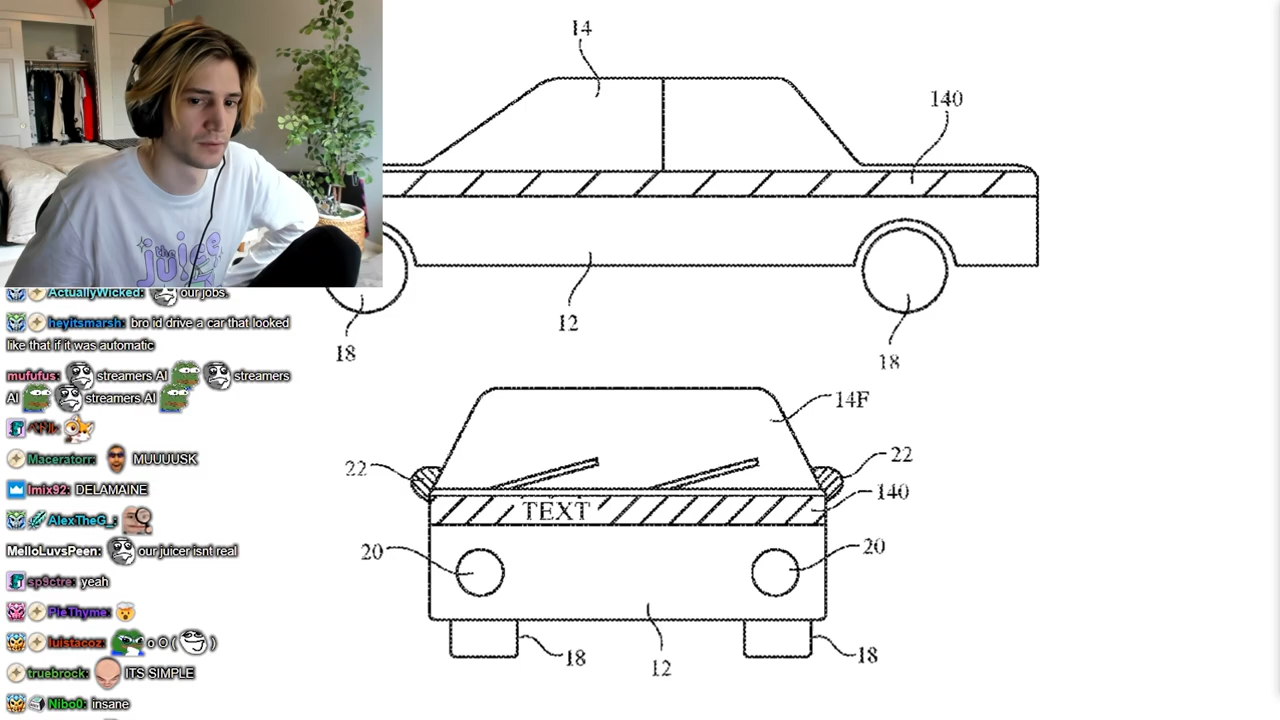 14
140
the
juice
12
18
18
ActuallyWicked: our jobs.
heyitsmarsh: bro id drive a car that looked
like that if it was automatic
mufufus: streamers AI streamers
AI streamers AI
Maceratorr: MUUUUSK
lmix92: DELAMAINE
AlexTheG_:
MelloLuvsPeen: our juicer isnt real
sp9ctre: yeah
PieThyme:
luistacoz: o O ( )
truebrock: ITS SIMPLE
Nibo0: insane
14F
22
22
140
TEXT
20
20
18
12
18